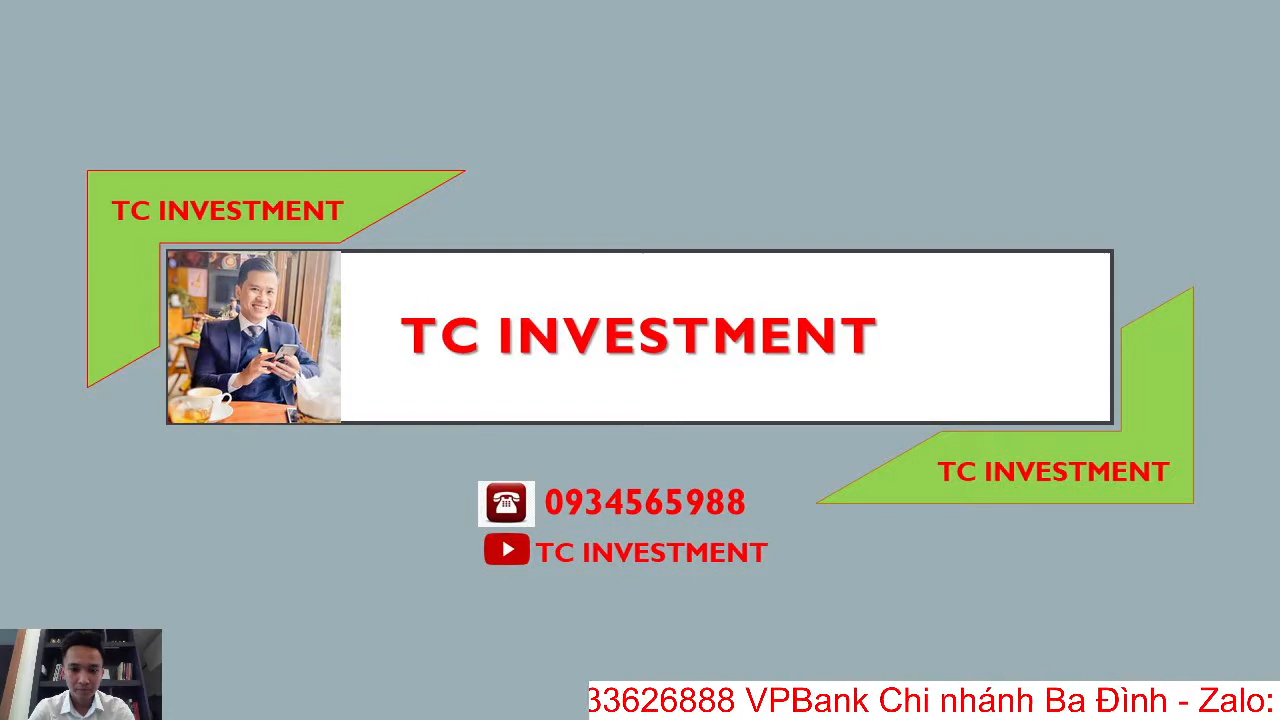 TC INVESTMENT
TC INVESTMENT
TC INVESTMENT
0934565988
TC INVESTMENT
33626888 VPBank Chi nhánh Ba Đình - Zalo: